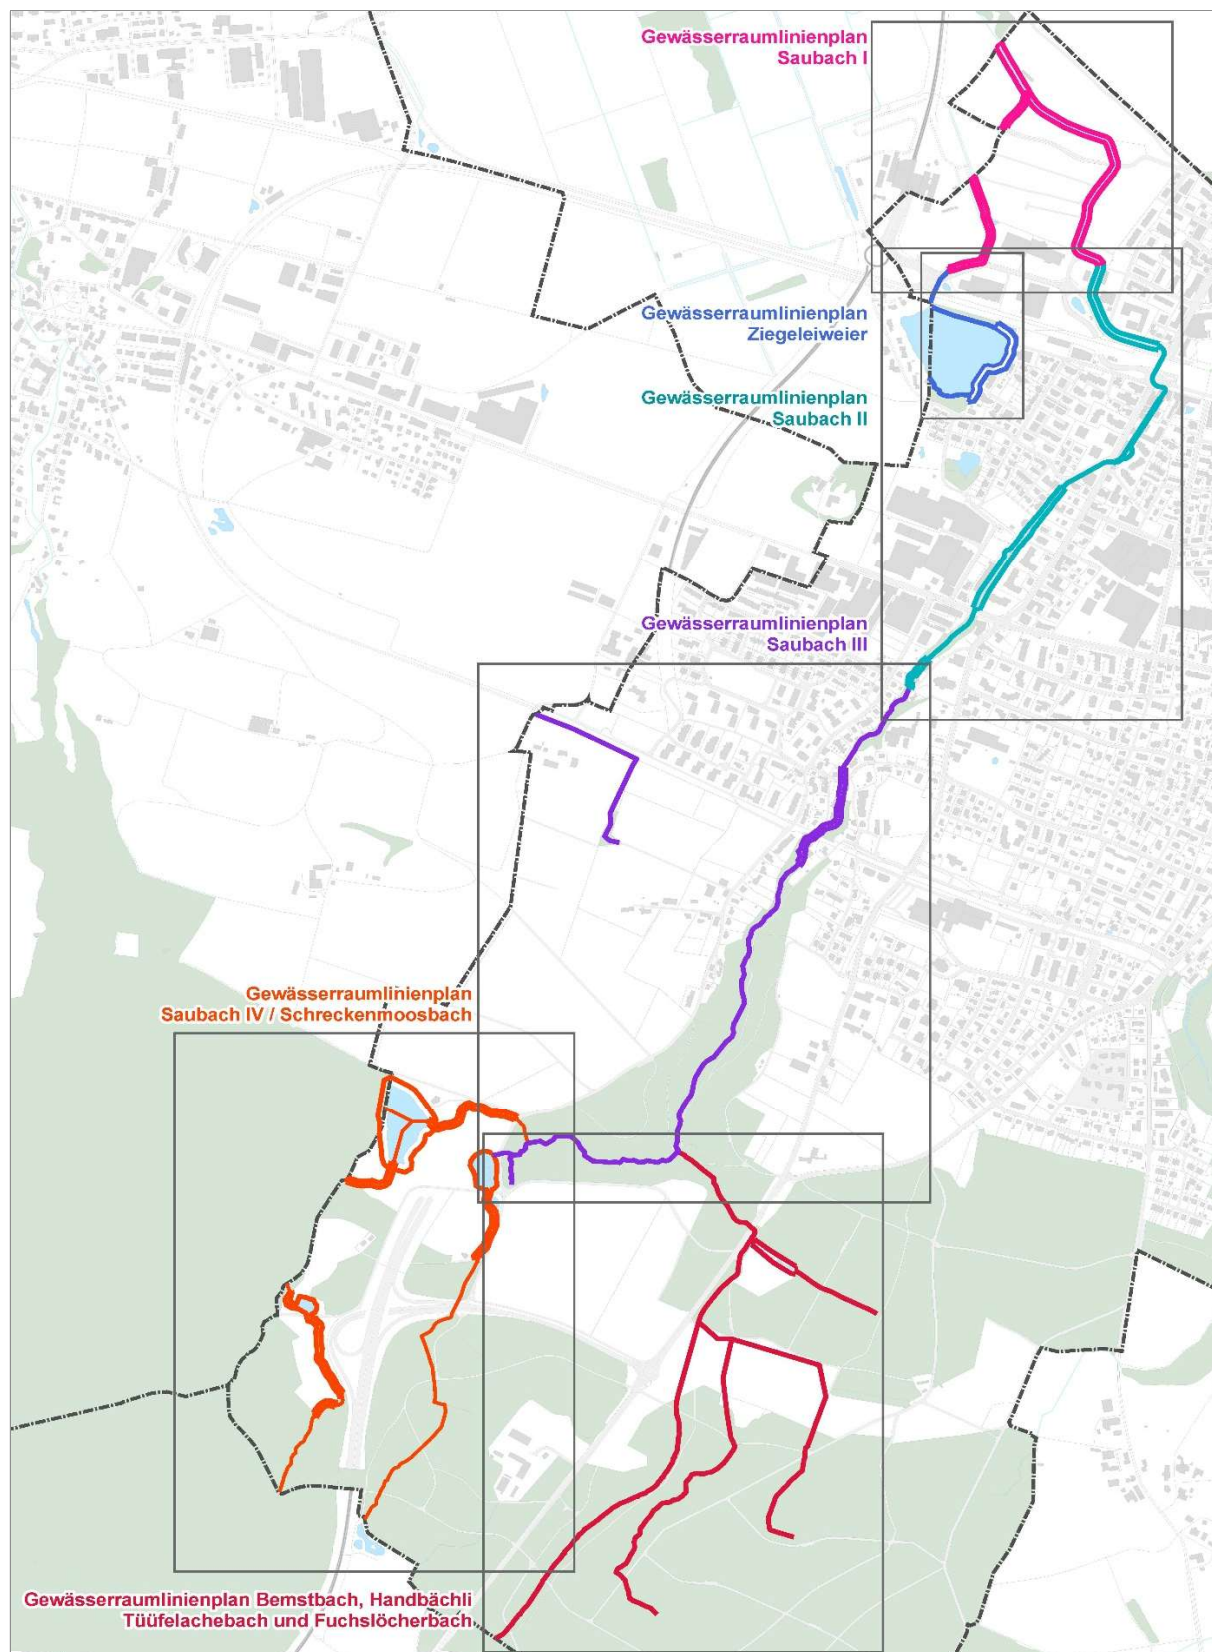 Gewässerraumlinienplan
Saubach I
Gewässerraumlinienplan
Ziegeleiweier
Gewässerraumlinienplan
Saubach II
Gewässerraumlinienplan
Saubach III
Gewässerraumlinienplan
Saubach IV / Schreckenmoosbach
Gewässerraumlinienplan Bemstbach, Handbächli
Tüüfelachebach und Fuchslöcherbach